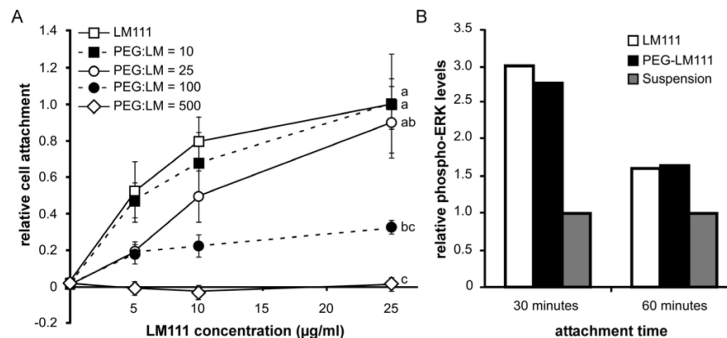 A
relative cell attachment
1.4
1.2
1.0
0.8
0.6
0.4
0.2
0
-0.2
LM111
PEG:LM = 10
PEG:LM = 25
PEG:LM = 100
PEG:LM = 500
a
a
ab
bc
c
5
10
15
20
25
LM111 concentration (µg/ml)
B
relative phospho-ERK levels
3.5
3.0
2.5
2.0
1.5
1.0
0.5
0
LM111
PEG-LM111
Suspension
30 minutes
60 minutes
attachment time